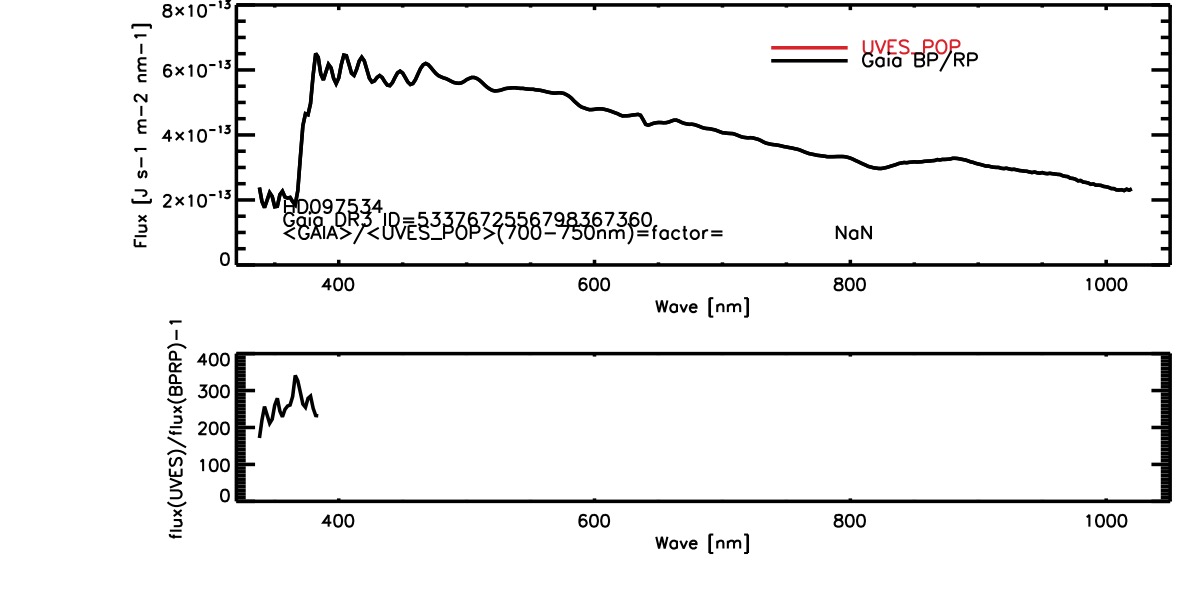 8×10−13
6×10−13
4×10−13
2×10−13
0
Flux [J s−1 m−2 nm−1]
UVES_POP
Gaia BP/RP
HD097534
Gaia DR3 ID=5337672556798367360
<GAIA>/<UVES_POP>(700−750nm)=factor= NaN
400 600 800 1000
Wave [nm]
400
300
200
100
0
flux(UVES)/flux(BPRP)−1
400 600 800 1000
Wave [nm]